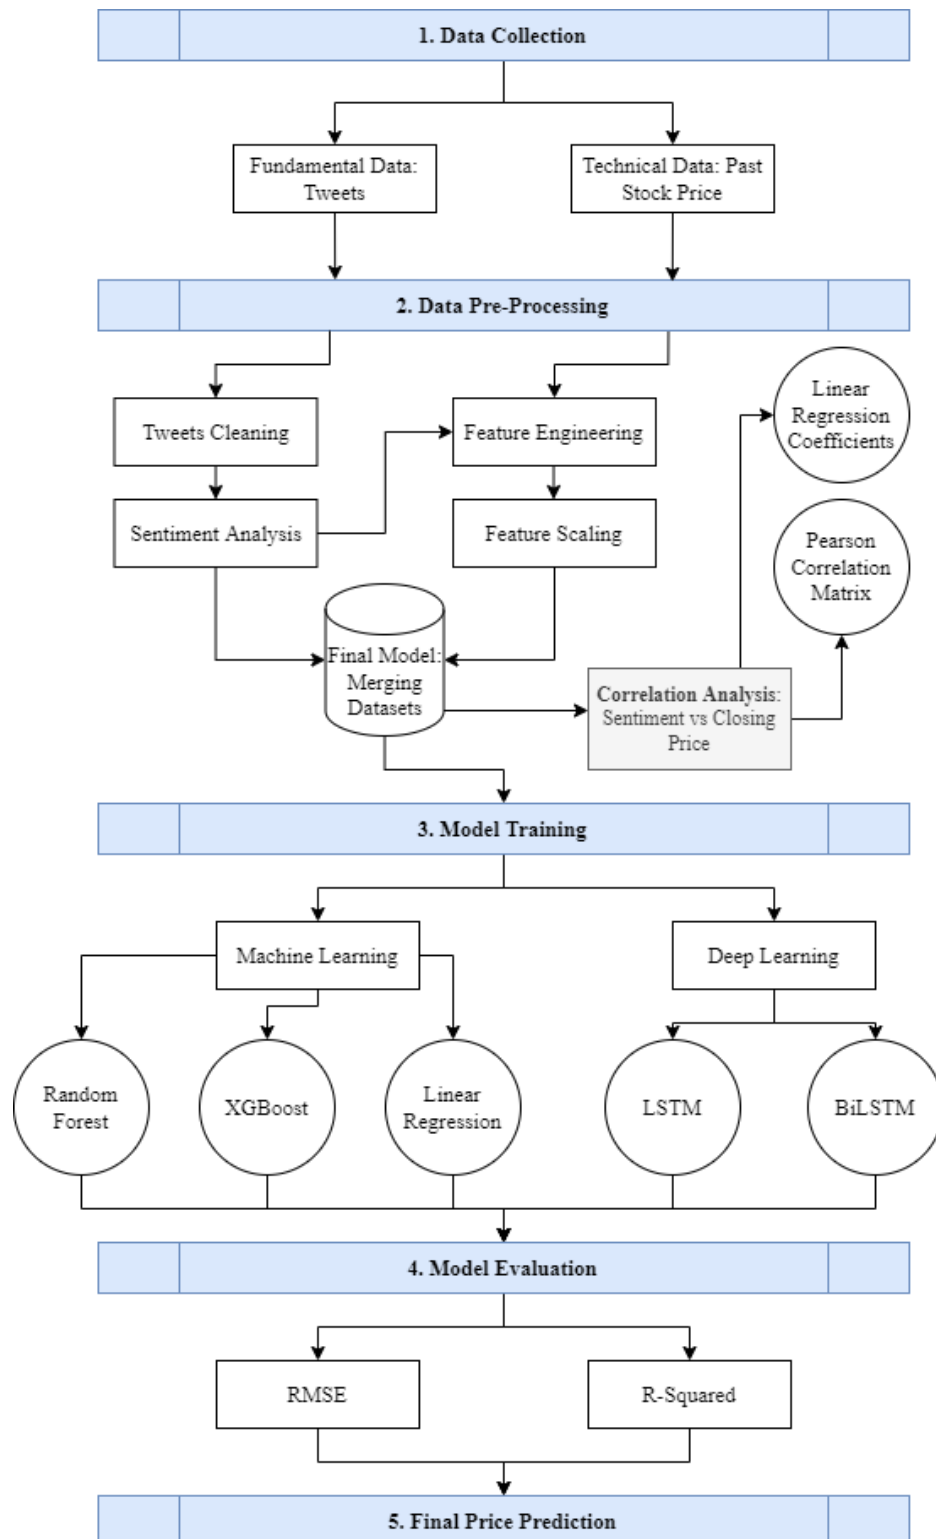 1. Data Collection
Fundamental Data:
Tweets
Technical Data: Past
Stock Price
2. Data Pre-Processing
Tweets Cleaning
Feature Engineering
Linear
Regression
Coefficients
Sentiment Analysis
Feature Scaling
Pearson
Correlation
Matrix
Final Model:
Merging
Datasets
Correlation Analysis:
Sentiment vs Closing
Price
3. Model Training
Machine Learning
Deep Learning
Random
Forest
XGBoost
Linear
Regression
LSTM
BiLSTM
4. Model Evaluation
RMSE
R-Squared
5. Final Price Prediction